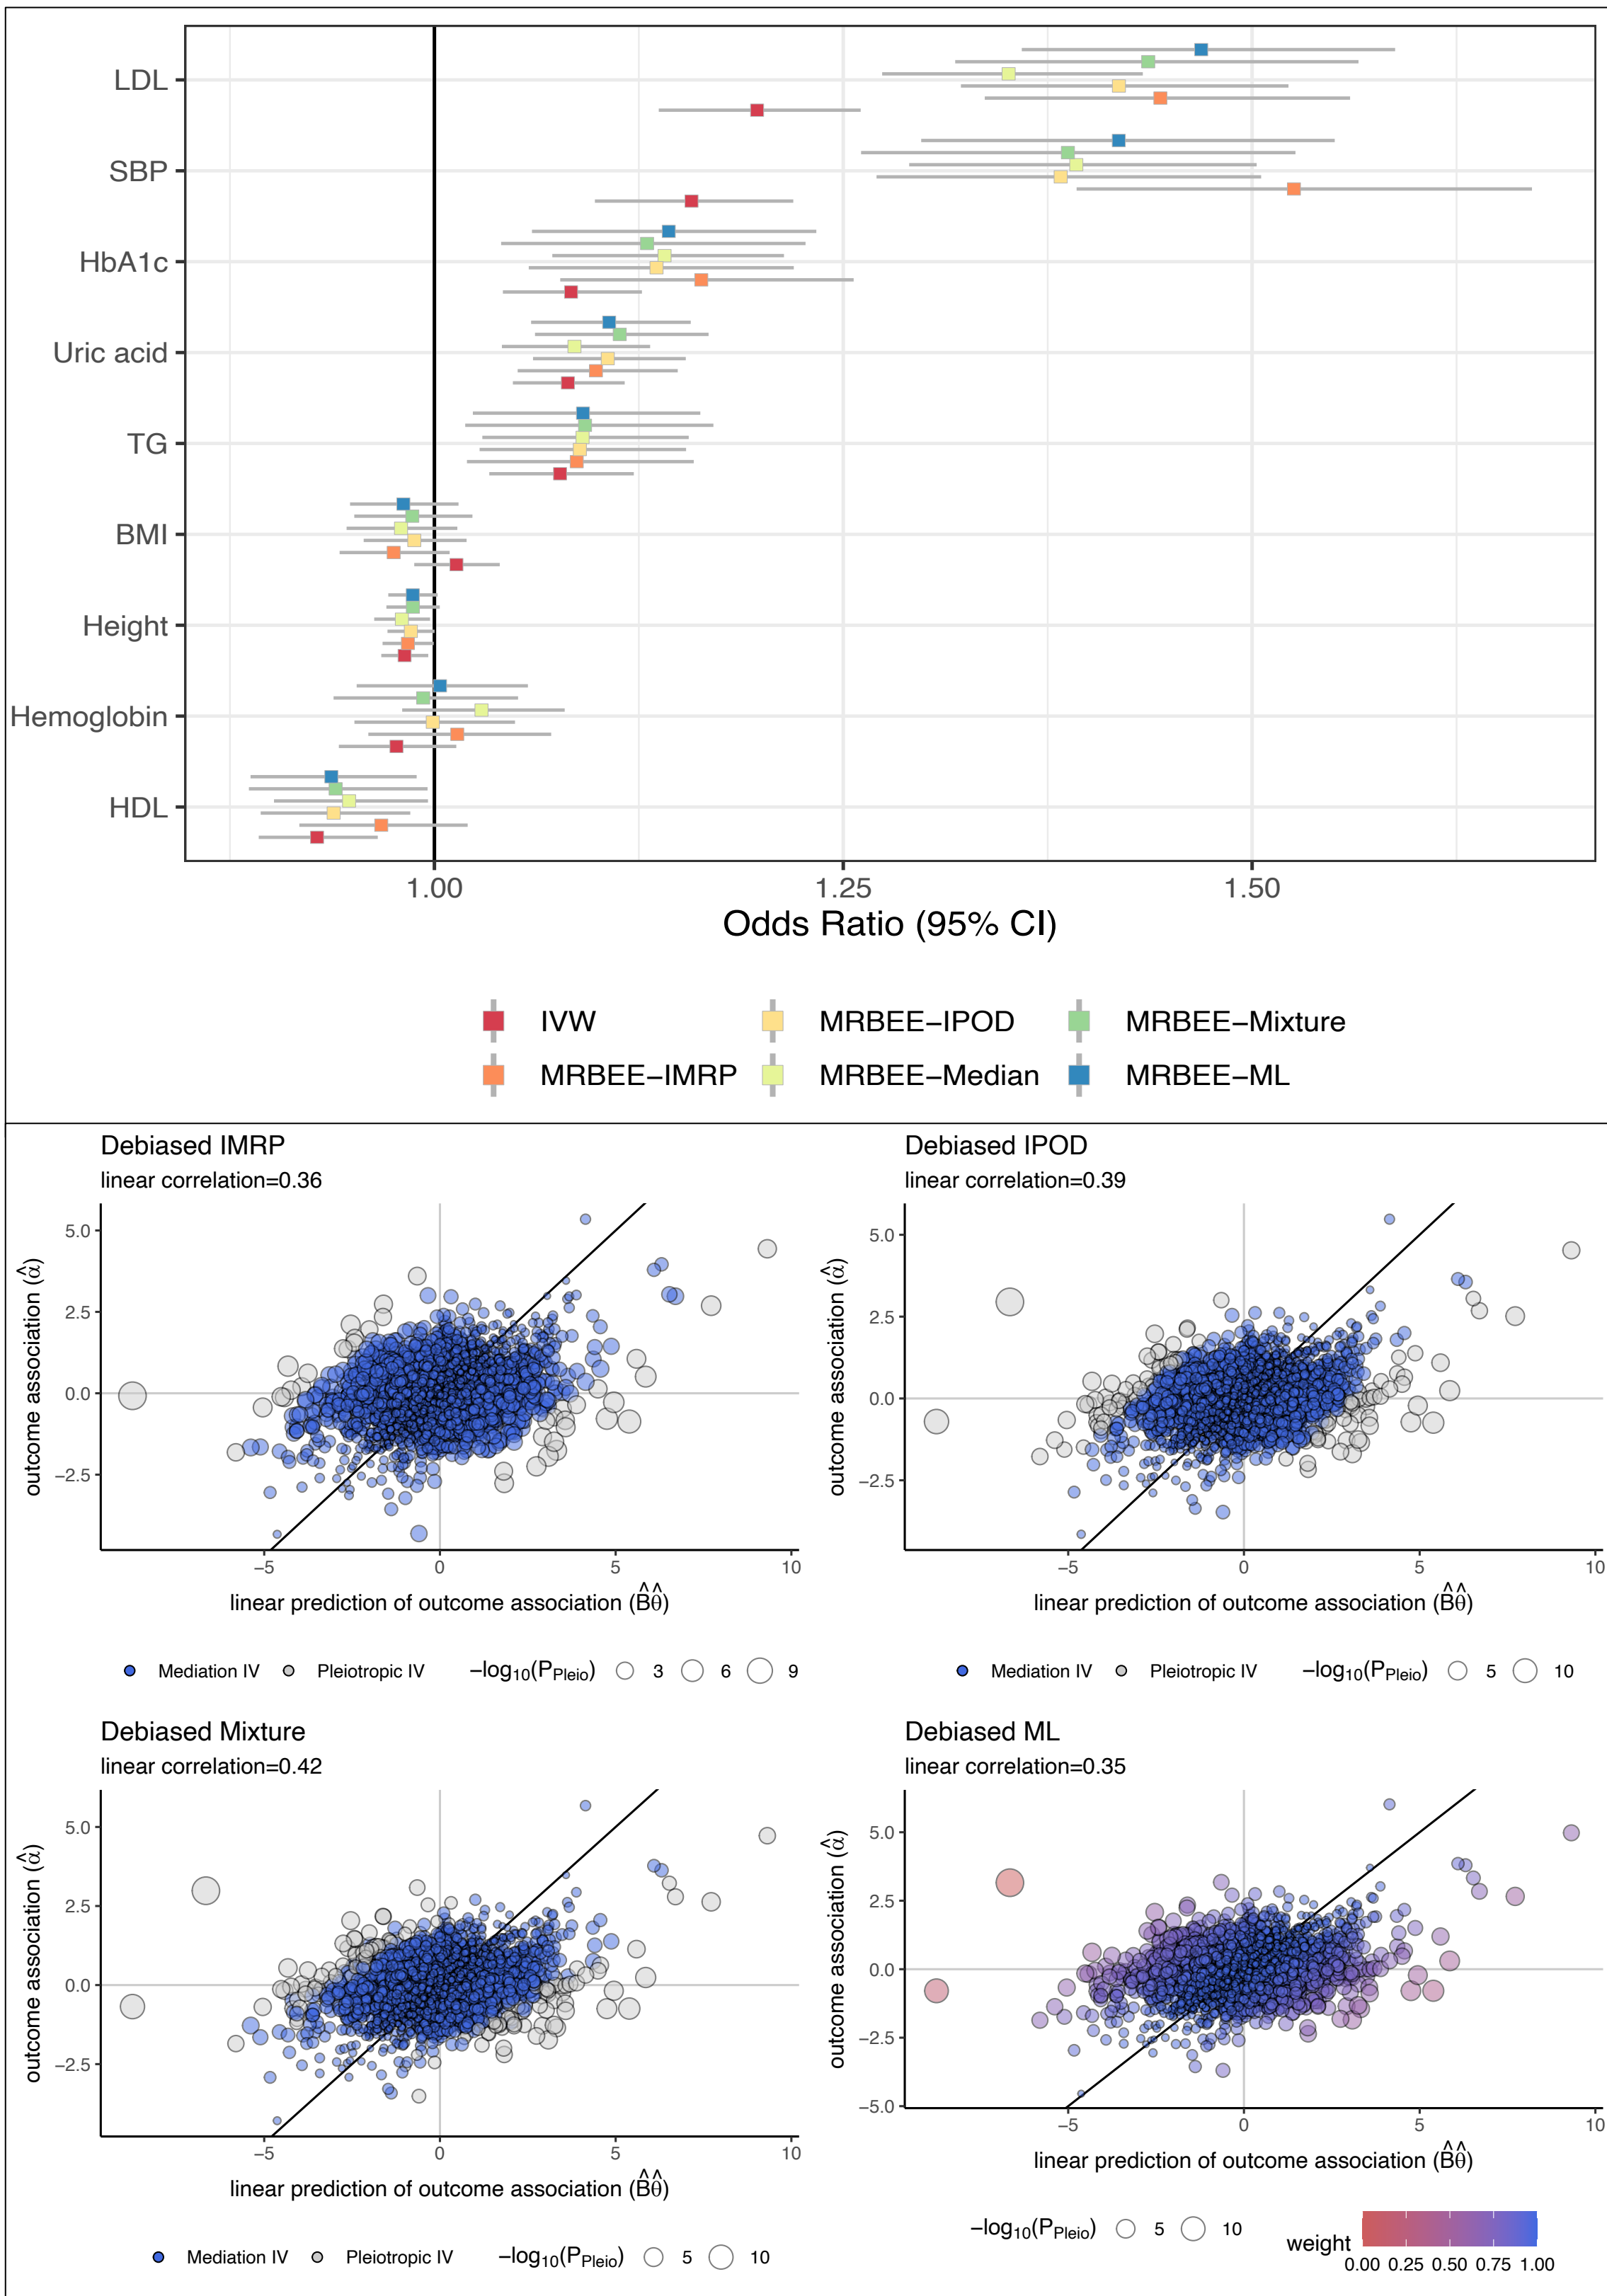 LDL
SBP
HbA1c
Uric acid
TG
BMI
Height
Hemoglobin
HDL
1.00 1.25 1.50
Odds Ratio (95% CI)
IVW MRBEE−IPOD MRBEE−Mixture
MRBEE−IMRP MRBEE−Median MRBEE−ML
Debiased IMRP
linear correlation=0.36
5.0
2.5
0.0
−2.5
outcome association (α̂)
−5 0 5 10
linear prediction of outcome association (B̂θ̂)
Mediation IV Pleiotropic IV −log₁₀(P_Pleio) 3 6 9
Debiased IPOD
linear correlation=0.39
5.0
2.5
0.0
−2.5
outcome association (α̂)
−5 0 5 10
linear prediction of outcome association (B̂θ̂)
Mediation IV Pleiotropic IV −log₁₀(P_Pleio) 5 10
Debiased Mixture
linear correlation=0.42
5.0
2.5
0.0
−2.5
outcome association (α̂)
−5 0 5 10
linear prediction of outcome association (B̂θ̂)
Mediation IV Pleiotropic IV −log₁₀(P_Pleio) 5 10
Debiased ML
linear correlation=0.35
5.0
2.5
0.0
−2.5
−5.0
outcome association (α̂)
−5 0 5 10
linear prediction of outcome association (B̂θ̂)
−log₁₀(P_Pleio) 5 10 weight
0.00 0.25 0.50 0.75 1.00